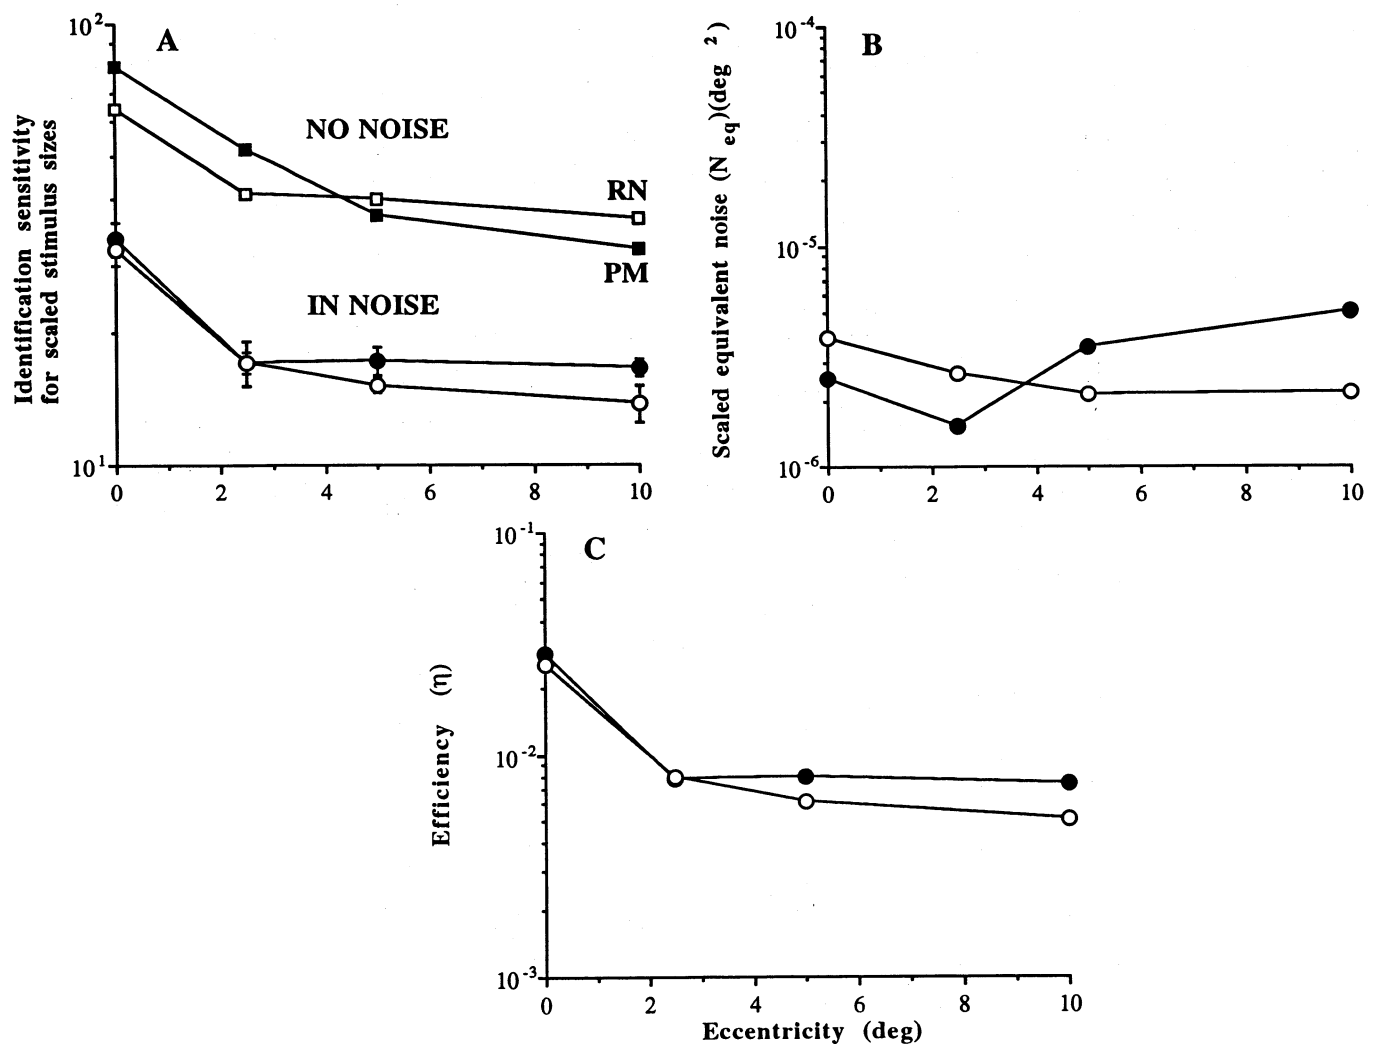 A
10²
10¹
Identification sensitivity
for scaled stimulus sizes
NO NOISE
RN
PM
IN NOISE
0 2 4 6 8 10
B
10⁻⁴
10⁻⁵
10⁻⁶
Scaled equivalent noise (N eq)(deg ²)
0 2 4 6 8 10
C
10⁻¹
10⁻²
10⁻³
Efficiency (η)
0 2 4 6 8 10
Eccentricity (deg)